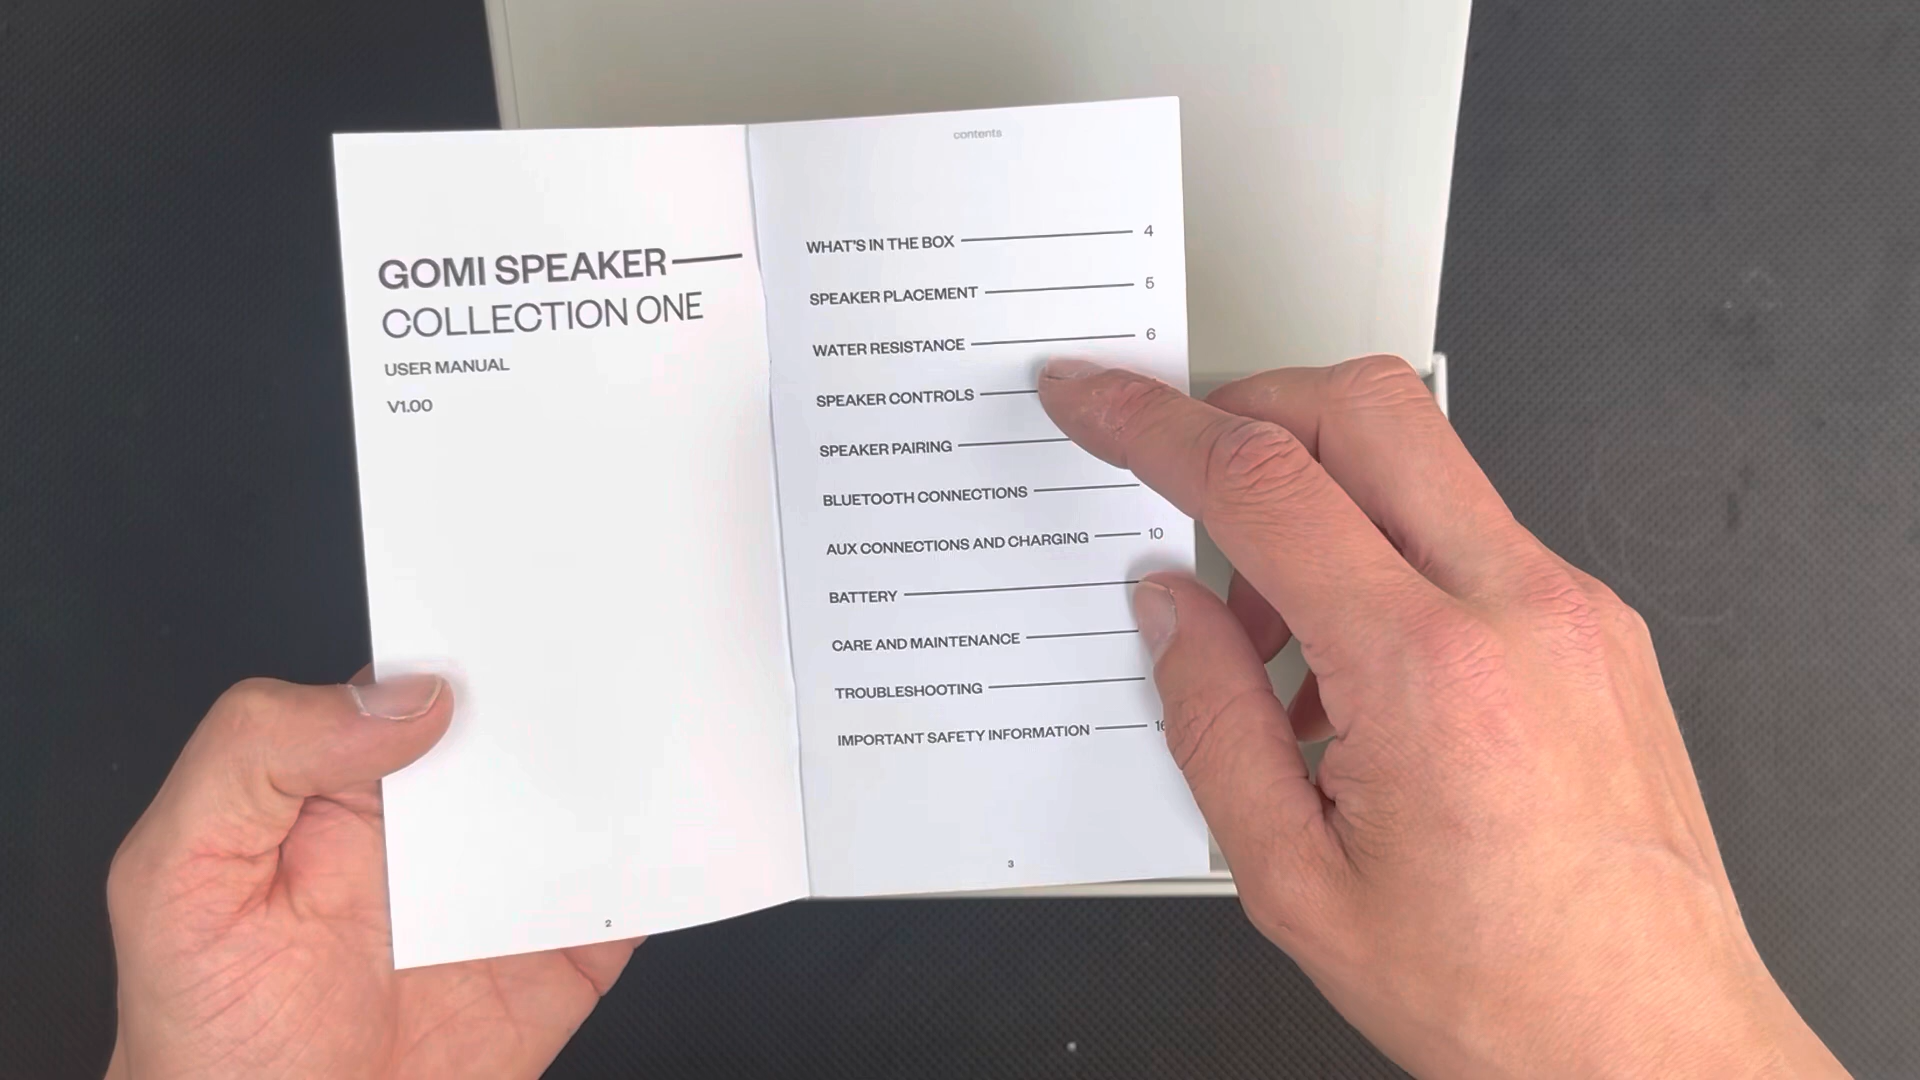 GOMI SPEAKER
COLLECTION ONE
USER MANUAL
V1.00
2
contents
WHAT'S IN THE BOX 4
SPEAKER PLACEMENT 5
WATER RESISTANCE 6
SPEAKER CONTROLS
SPEAKER PAIRING
BLUETOOTH CONNECTIONS
AUX CONNECTIONS AND CHARGING 10
BATTERY
CARE AND MAINTENANCE
TROUBLESHOOTING
IMPORTANT SAFETY INFORMATION
3